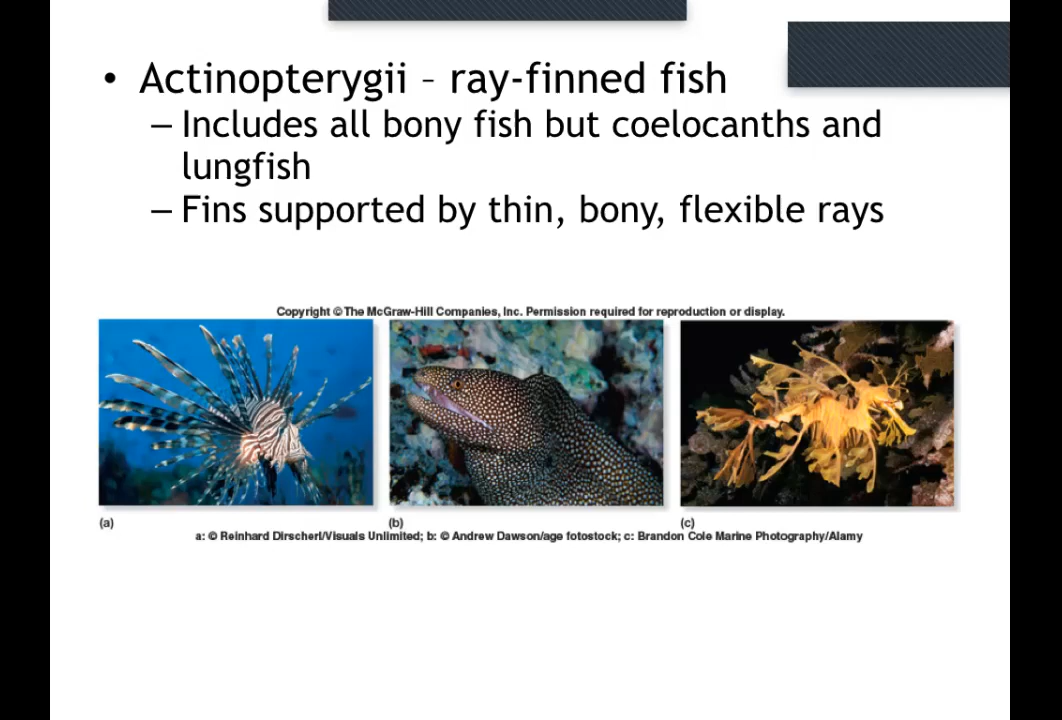 • Actinopterygii – ray-finned fish
– Includes all bony fish but coelocanths and
lungfish
– Fins supported by thin, bony, flexible rays
Copyright © The McGraw-Hill Companies, Inc. Permission required for reproduction or display.
(a)
(b)
(c)
a: © Reinhard Dirscherl/Visuals Unlimited; b: © Andrew Dawson/age fotostock; c: Brandon Cole Marine Photography/Alamy